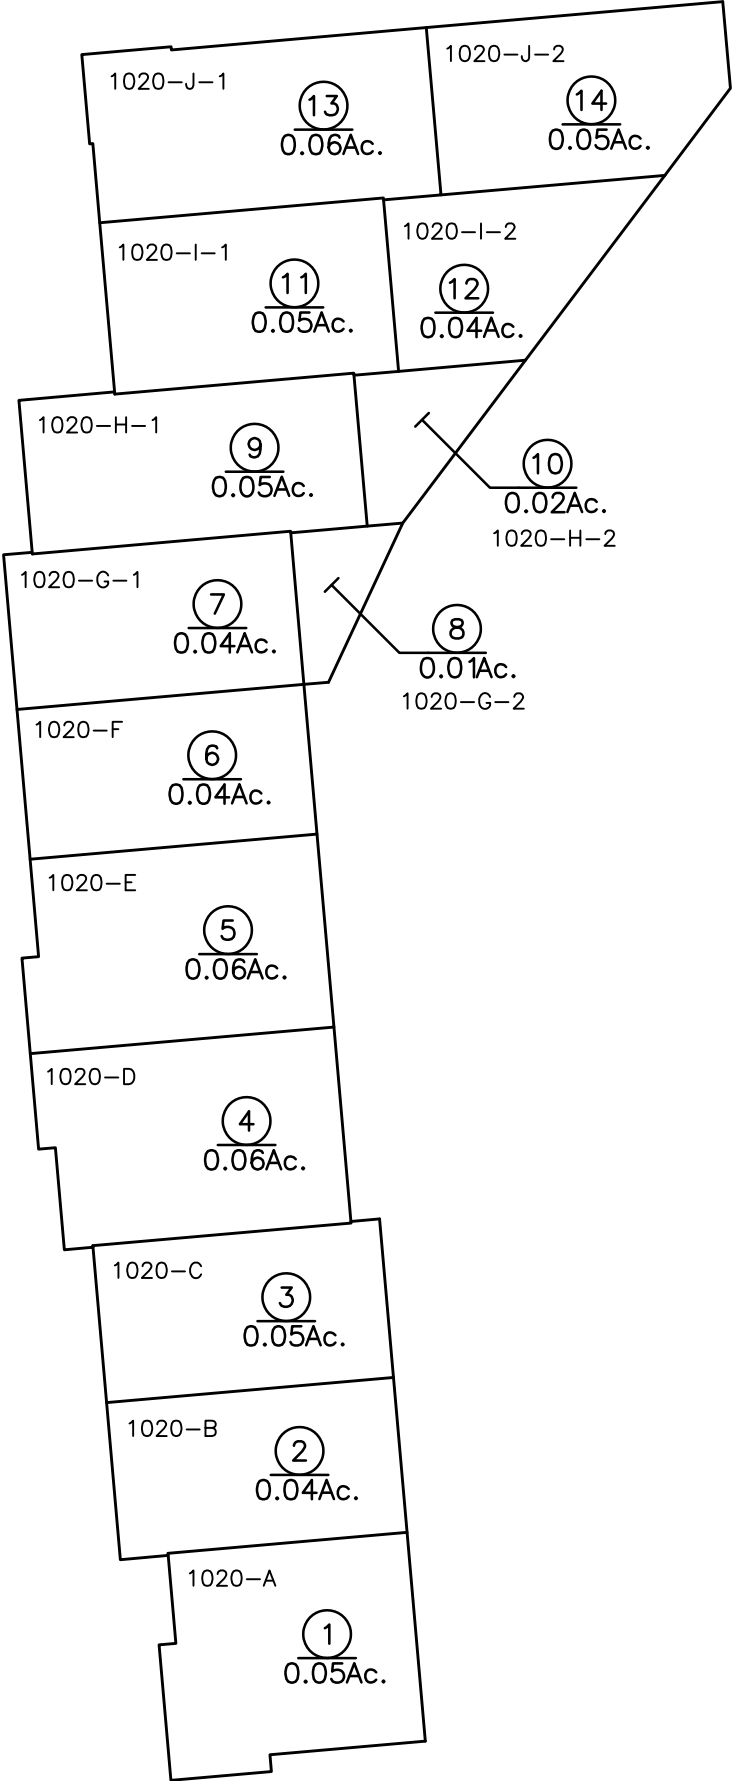 1020-J-1
13
0.06Ac.
1020-J-2
14
0.05Ac.
1020-I-1
11
0.05Ac.
1020-I-2
12
0.04Ac.
1020-H-1
9
0.05Ac.
10
0.02Ac.
1020-H-2
1020-G-1
7
0.04Ac.
8
0.01Ac.
1020-G-2
1020-F
6
0.04Ac.
1020-E
5
0.06Ac.
1020-D
4
0.06Ac.
1020-C
3
0.05Ac.
1020-B
2
0.04Ac.
1020-A
1
0.05Ac.